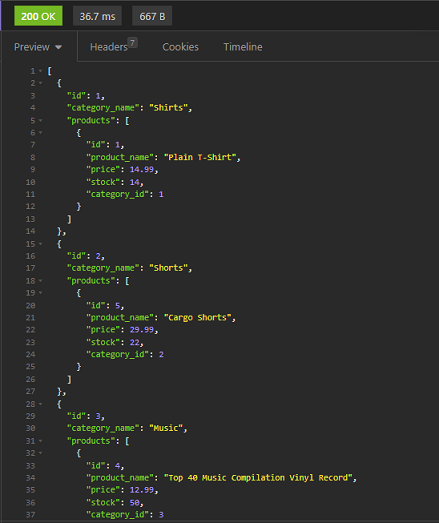 200 OK 36.7 ms 667 B
Preview Headers 7 Cookies Timeline
1 [
2 {
3 "id": 1,
4 "category_name": "Shirts",
5 "products": [
6 {
7 "id": 1,
8 "product_name": "Plain T-Shirt",
9 "price": 14.99,
10 "stock": 14,
11 "category_id": 1
12 }
13 ]
14 },
15 {
16 "id": 2,
17 "category_name": "Shorts",
18 "products": [
19 {
20 "id": 5,
21 "product_name": "Cargo Shorts",
22 "price": 29.99,
23 "stock": 22,
24 "category_id": 2
25 }
26 ]
27 },
28 {
29 "id": 3,
30 "category_name": "Music",
31 "products": [
32 {
33 "id": 4,
34 "product_name": "Top 40 Music Compilation Vinyl Record",
35 "price": 12.99,
36 "stock": 50,
37 "category_id": 3